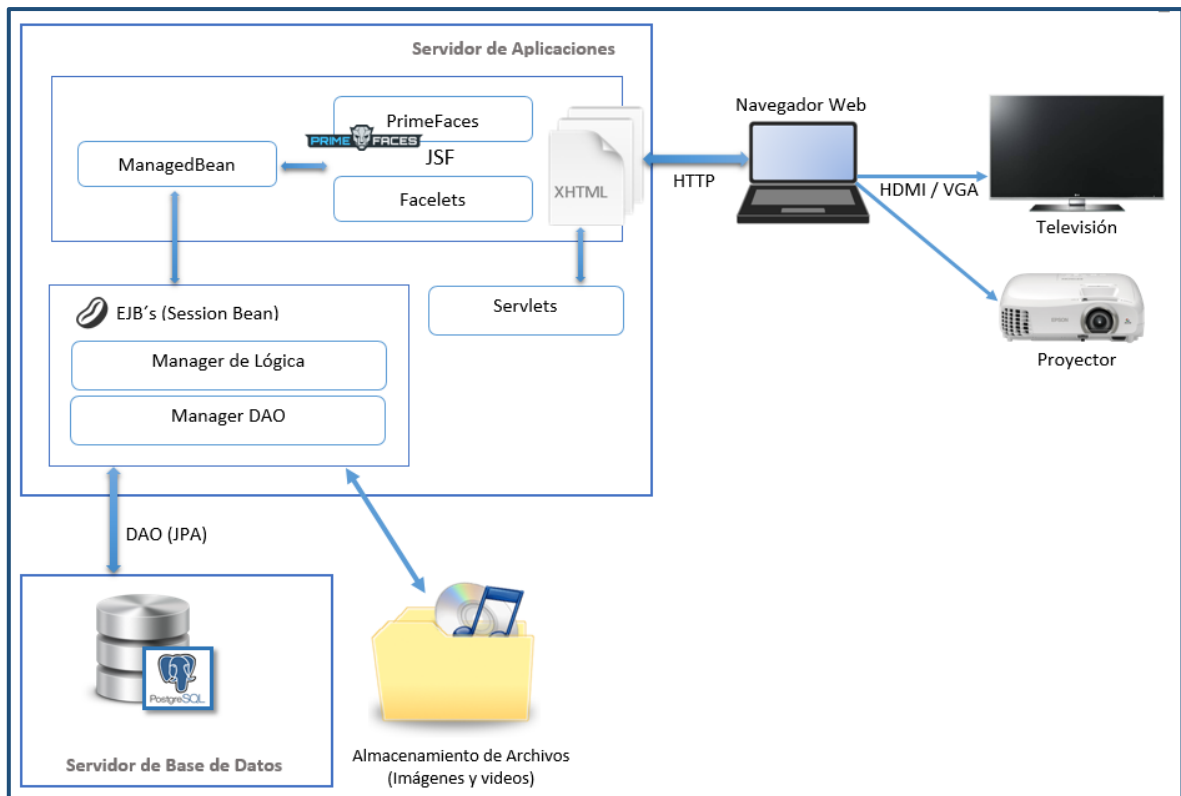 Servidor de Aplicaciones
PrimeFaces
PRIME FACES
JSF
ManagedBean
Facelets
XHTML
Servlets
EJB´s (Session Bean)
Manager de Lógica
Manager DAO
DAO (JPA)
PostgreSQL
Servidor de Base de Datos
Almacenamiento de Archivos
(Imágenes y videos)
HTTP
Navegador Web
HDMI / VGA
Televisión
EPSON
Proyector